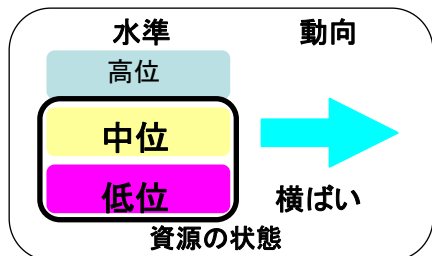 水準 動向
高位
中位
低位
横ばい
資源の状態